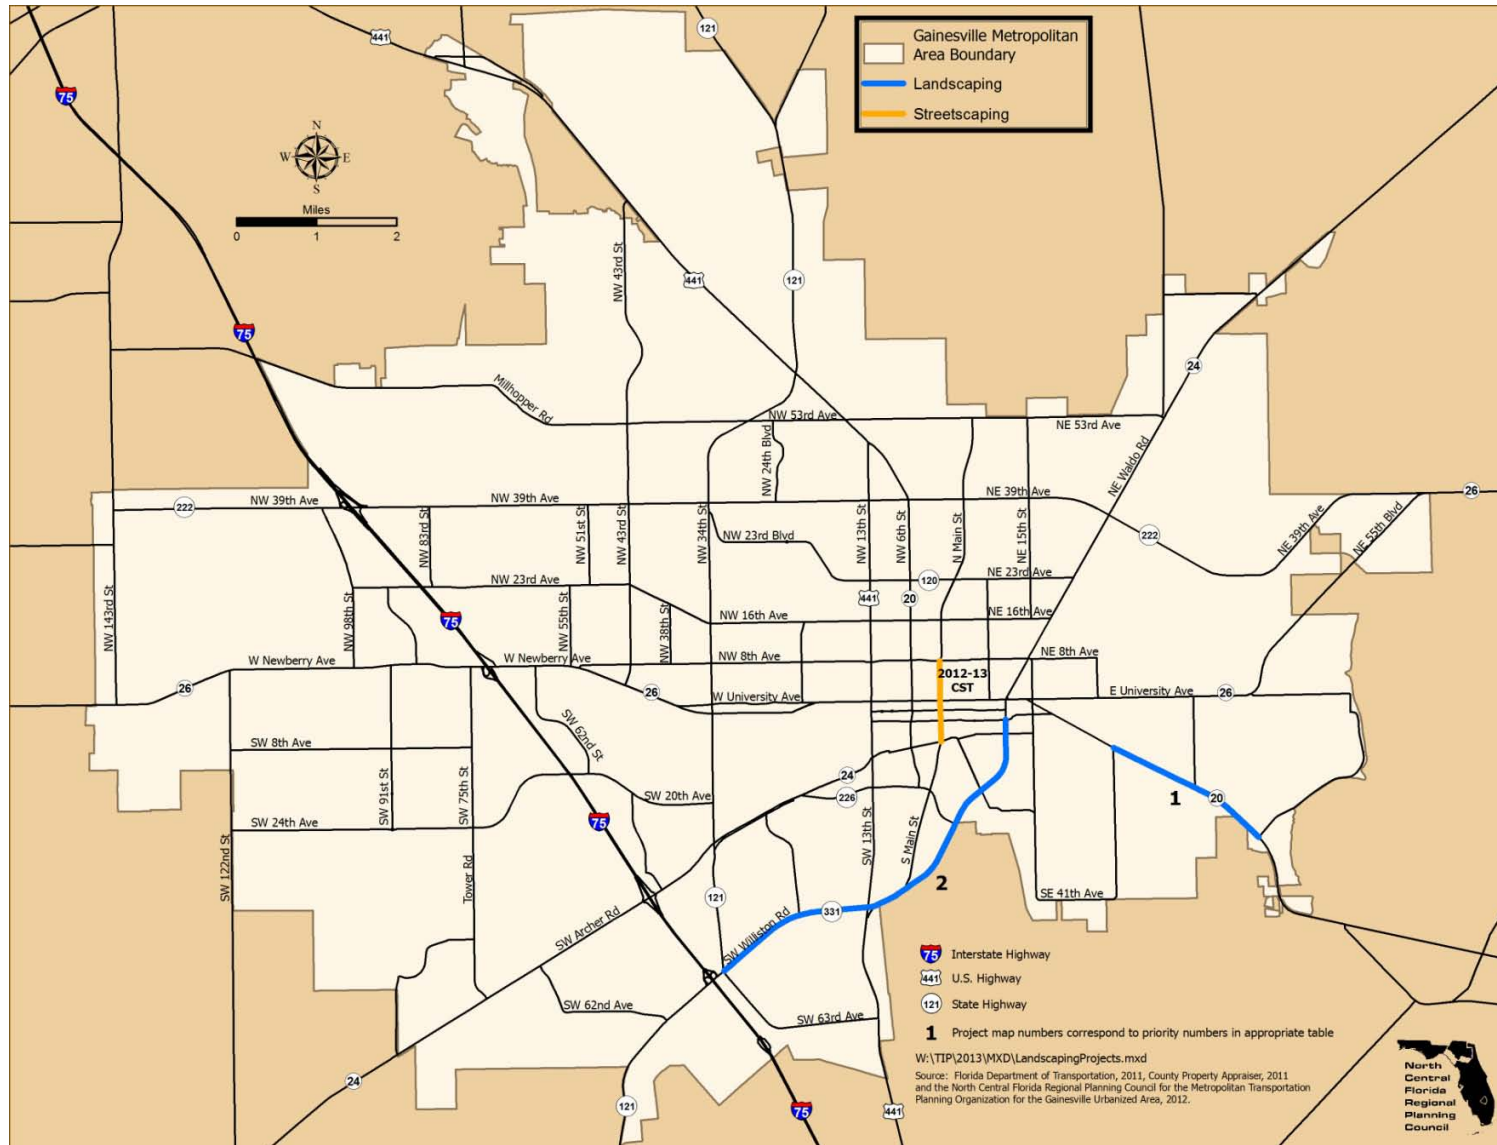 441
121
Gainesville Metropolitan
Area Boundary
Landscaping
Streetscaping
75
N
W
E
S
Miles
0
1
2
NW 43rd St
441
121
75
24
Millhopper Rd
NW 53rd Ave
NE 53rd Ave
NW 24th Blvd
NE Waldo Rd
222
NW 39th Ave
NW 39th Ave
NE 39th Ave
26
NW 83rd St
NW 51st St
NW 43rd St
NW 34th St
NW 23rd Blvd
NW 13th St
NW 6th St
N Main St
NE 15th St
222
NE 39th Ave
NE 55th Blvd
NW 143rd St
NW 98th St
NW 23rd Ave
120
NE 23rd Ave
75
NW 55th St
NW 38th St
441
20
NW 16th Ave
NE 16th Ave
W Newberry Ave
W Newberry Ave
NW 8th Ave
NE 8th Ave
26
26
W University Ave
2012-13
CST
E University Ave
26
SW 62nd St
SW 8th Ave
SW 91st St
SW 75th St
24
226
SW 20th Ave
1
20
SW 24th Ave
75
SW 122nd St
Tower Rd
SW 13th St
S Main St
2
121
331
SW Williston Rd
SE 41th Ave
SW Archer Rd
SW 62nd Ave
SW 63rd Ave
75
Interstate Highway
441
U.S. Highway
121
State Highway
1
Project map numbers correspond to priority numbers in appropriate table
W:\TIP\2013\MXD\LandscapingProjects.mxd
Source: Florida Department of Transportation, 2011, County Property Appraiser, 2011
and the North Central Florida Regional Planning Council for the Metropolitan Transportation
Planning Organization for the Gainesville Urbanized Area, 2012.
24
121
75
441
North
Central
Florida
Regional
Planning
Council